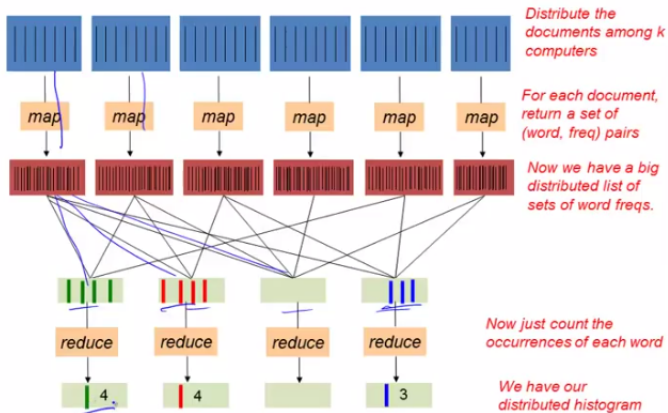 Distribute the
documents among k
computers
map map map map map map
For each document,
return a set of
(word, freq) pairs
Now we have a big
distributed list of
sets of word freqs.
reduce reduce reduce reduce
Now just count the
occurrences of each word
4 4 3
We have our
distributed histogram